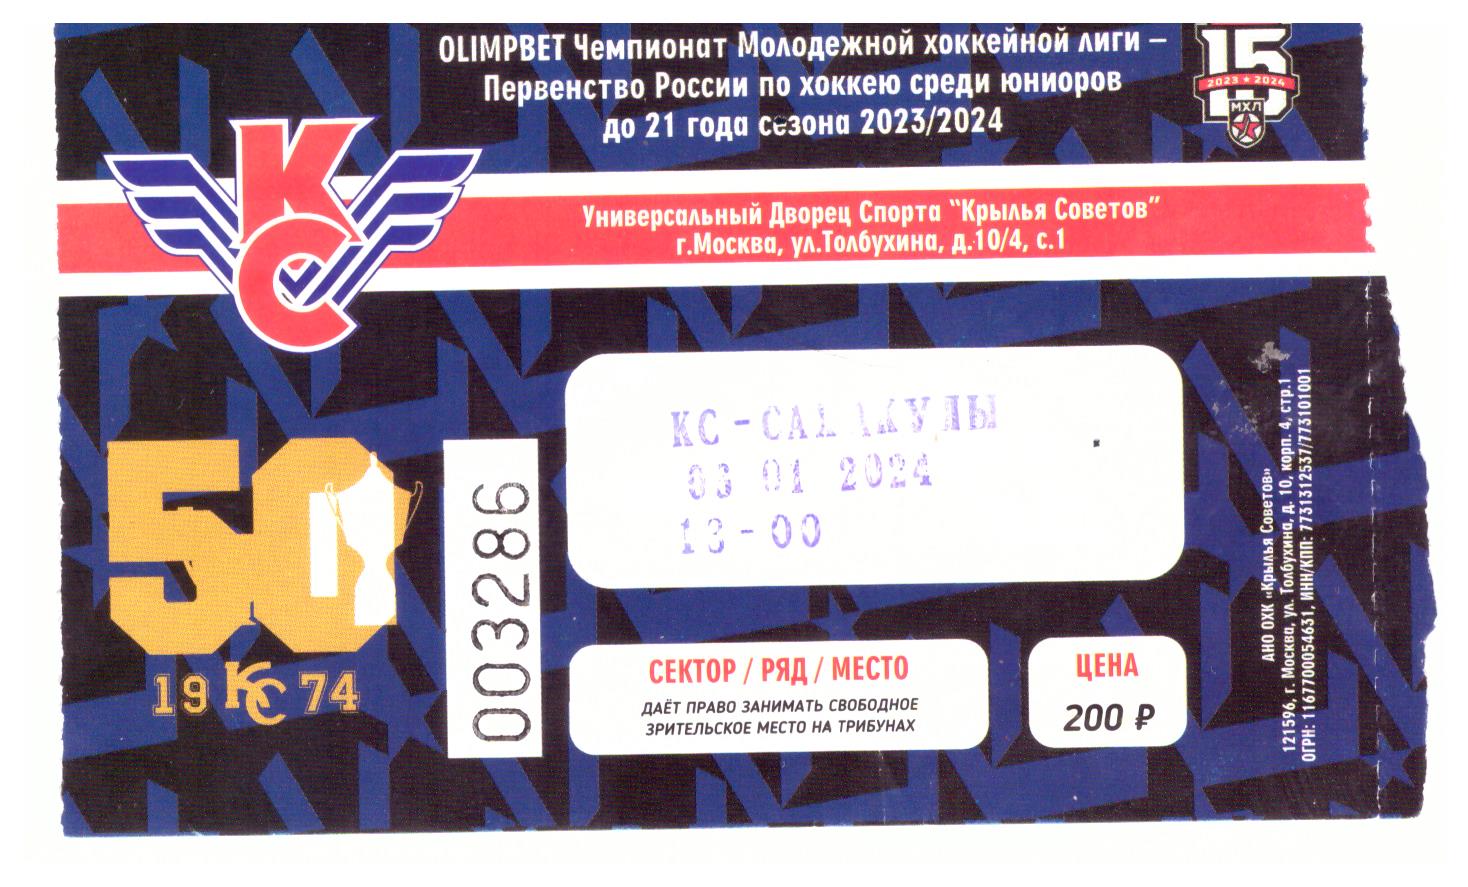 OLIMPBET Чемпионат Молодежной хоккейной лиги –
Первенство России по хоккею среди юниоров
до 21 года сезона 2023/2024
15
2023 ★ 2024
МХЛ
КС
Универсальный Дворец Спорта "Крылья Советов"
г.Москва, ул.Толбухина, д.10/4, с.1
50
19 КС 74
003286
КС-
03 01 2024
13-00
СЕКТОР / РЯД / МЕСТО
ДАЁТ ПРАВО ЗАНИМАТЬ СВОБОДНОЕ
ЗРИТЕЛЬСКОЕ МЕСТО НА ТРИБУНАХ
ЦЕНА
200 ₽
АНО ОХК «Крылья Советов»
121596, г. Москва, ул. Толбухина, д. 10, корп. 4, стр.1
ОГРН: 1167700054631, ИНН/КПП: 7731312537/773101001